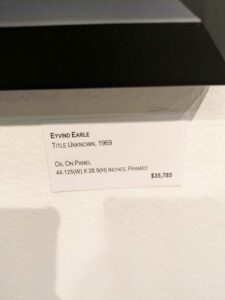 EYVIND EARLE
TITLE UNKNOWN, 1969
OIL ON PANEL
44.125(W) X 28.5(H) INCHES, FRAMED
$35,785